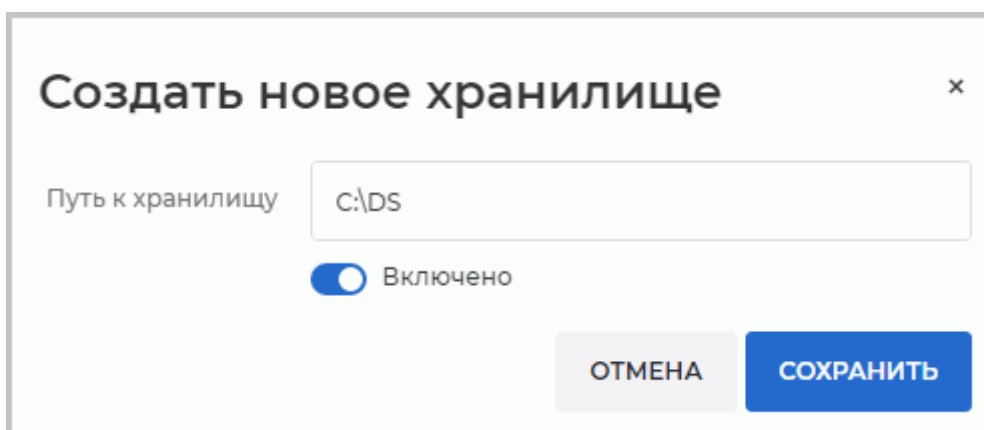 Создать новое хранилище
×
Путь к хранилищу
C:\DS
Включено
ОТМЕНА
СОХРАНИТЬ